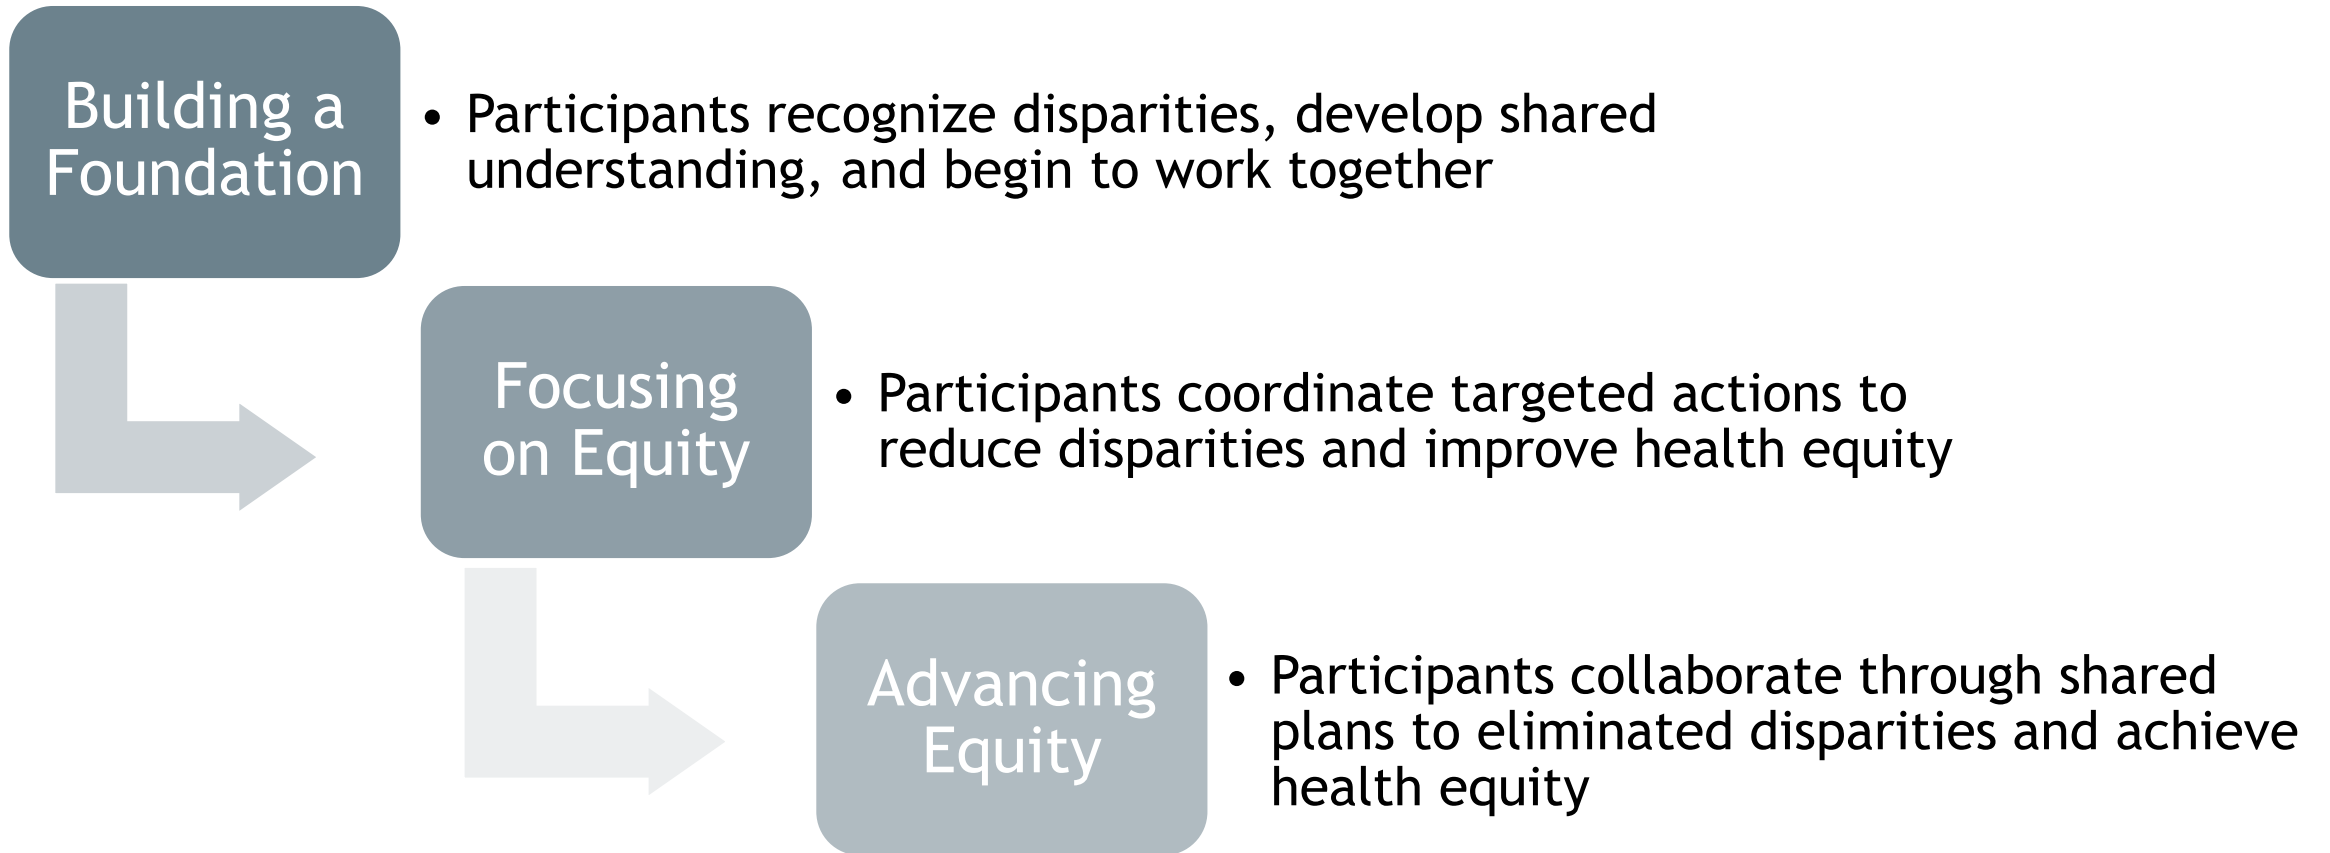 Building a
Foundation
• Participants recognize disparities, develop shared
understanding, and begin to work together
Focusing
on Equity
• Participants coordinate targeted actions to
reduce disparities and improve health equity
Advancing
Equity
• Participants collaborate through shared
plans to eliminated disparities and achieve
health equity